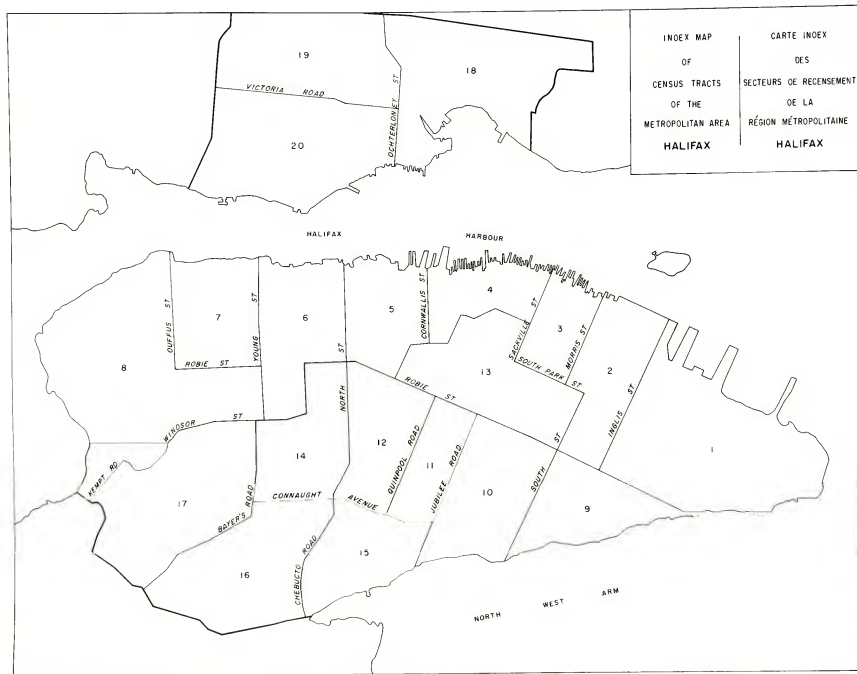 INDEX MAP
OF
CENSUS TRACTS
OF THE
METROPOLITAN AREA
HALIFAX
CARTE INDEX
DES
SECTEURS DE RECENSEMENT
DE LA
RÉGION MÉTROPOLITAINE
HALIFAX
19
18
VICTORIA ROAD
OCHTERLONEY ST
20
HALIFAX HARBOUR
DUFFUS ST
7
YOUNG ST
6
NORTH ST
5
CORNWALLIS ST
4
SACKVILLE ST
3
MORRIS ST
2
INGLIS ST
1
8
ROBIE ST
13
SOUTH PARK ST
ROBIE ST
WINDSOR ST
KEMPT RD
14
12
QUINPOOL ROAD
11
JUBILEE ROAD
10
SOUTH ST
9
17
BAYER'S ROAD
CONNAUGHT AVENUE
16
CHEBUCTO ROAD
15
NORTH WEST ARM